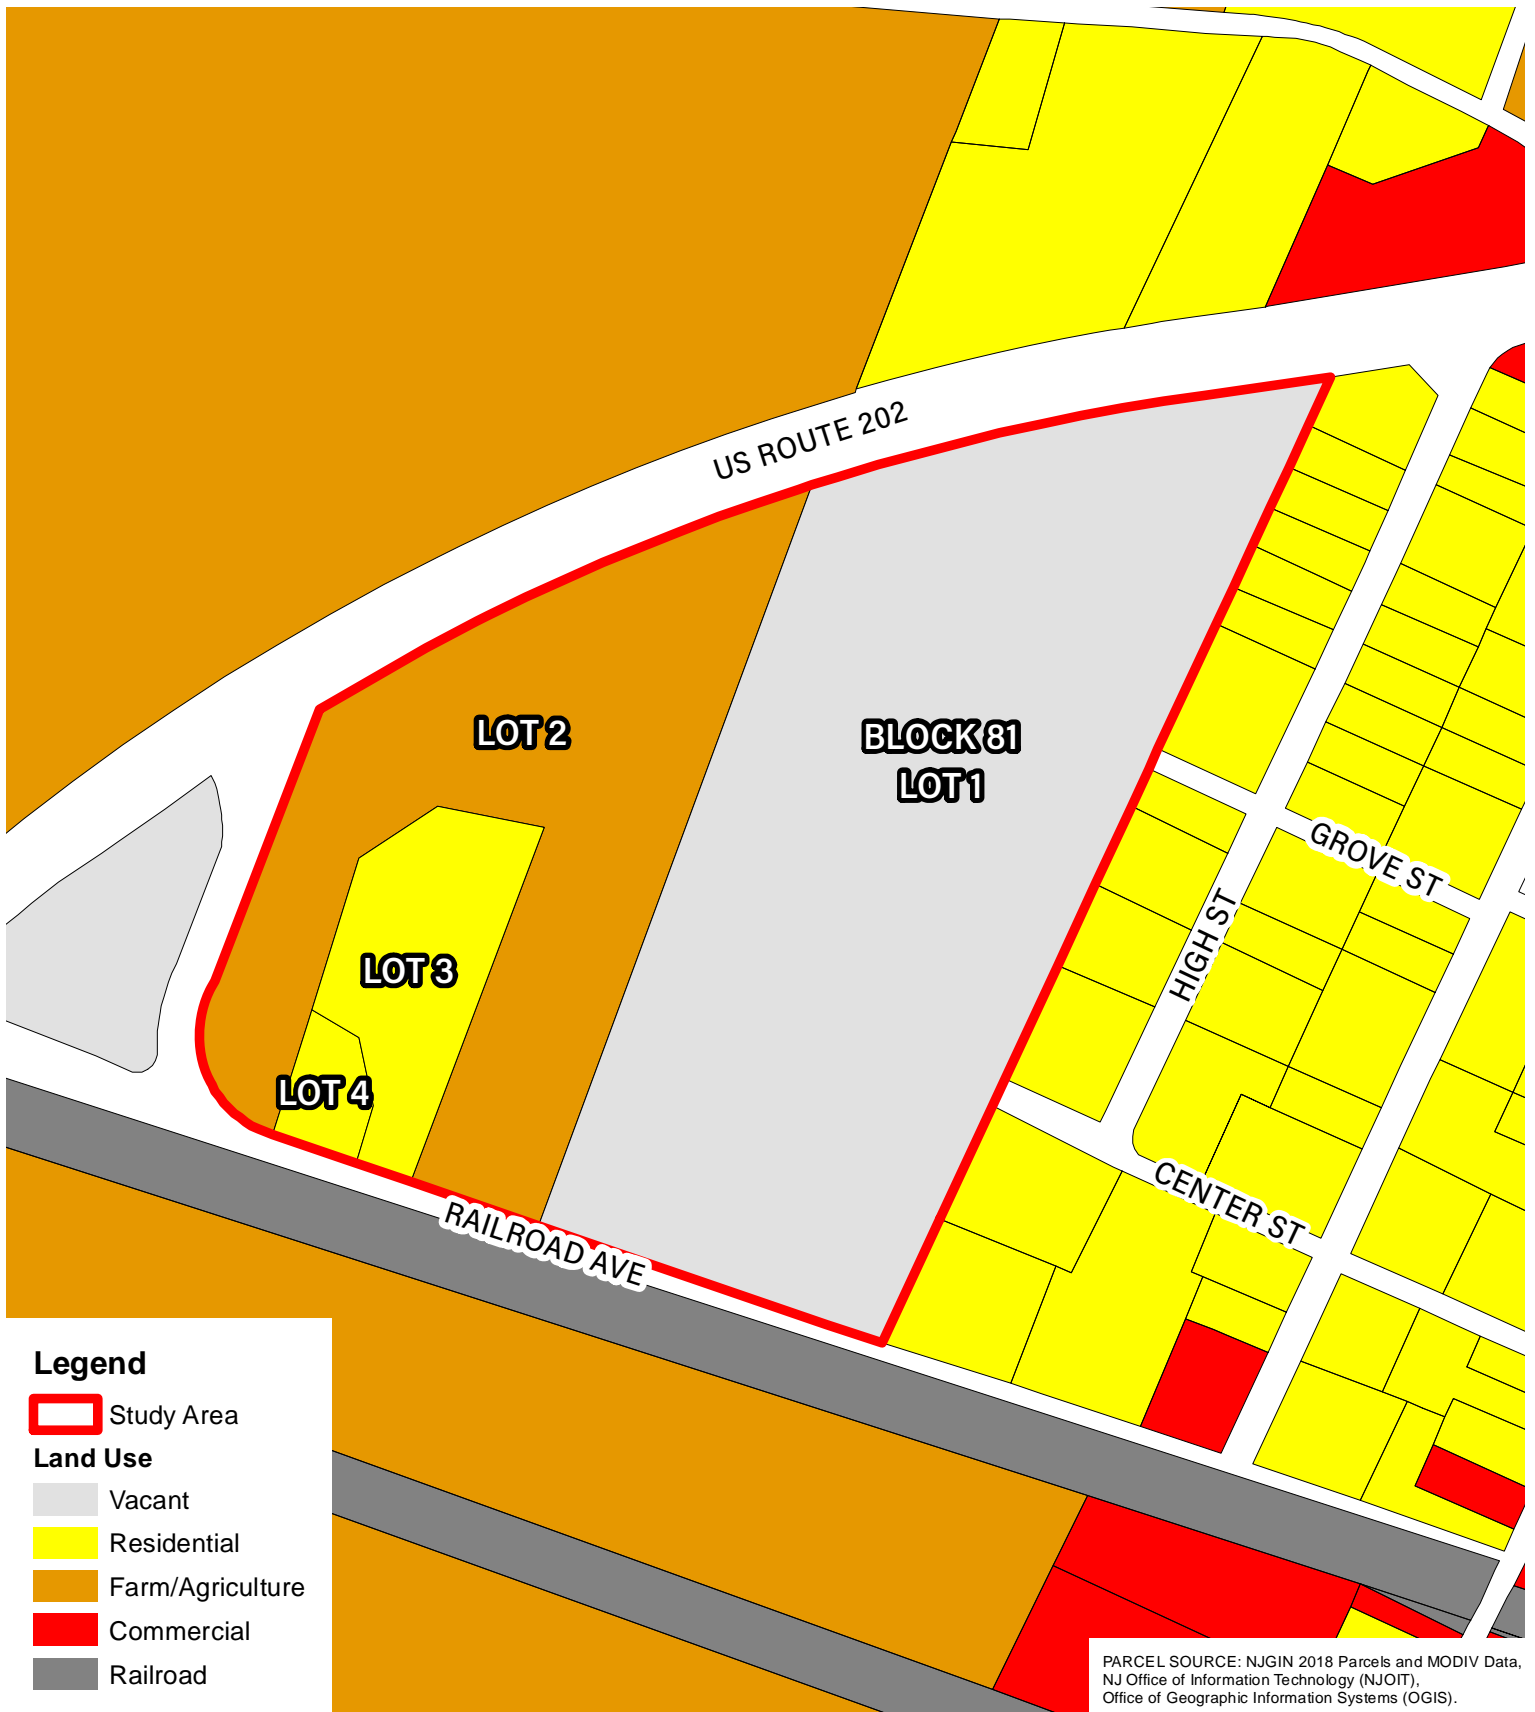 US ROUTE 202
LOT 2
BLOCK 81
LOT 1
GROVE ST
HIGH ST
LOT 3
LOT 4
CENTER ST
RAILROAD AVE
Legend
Study Area
Land Use
Vacant
Residential
Farm/Agriculture
Commercial
Railroad
PARCEL SOURCE: NJGIN 2018 Parcels and MODIV Data,
NJ Office of Information Technology (NJOIT),
Office of Geographic Information Systems (OGIS).